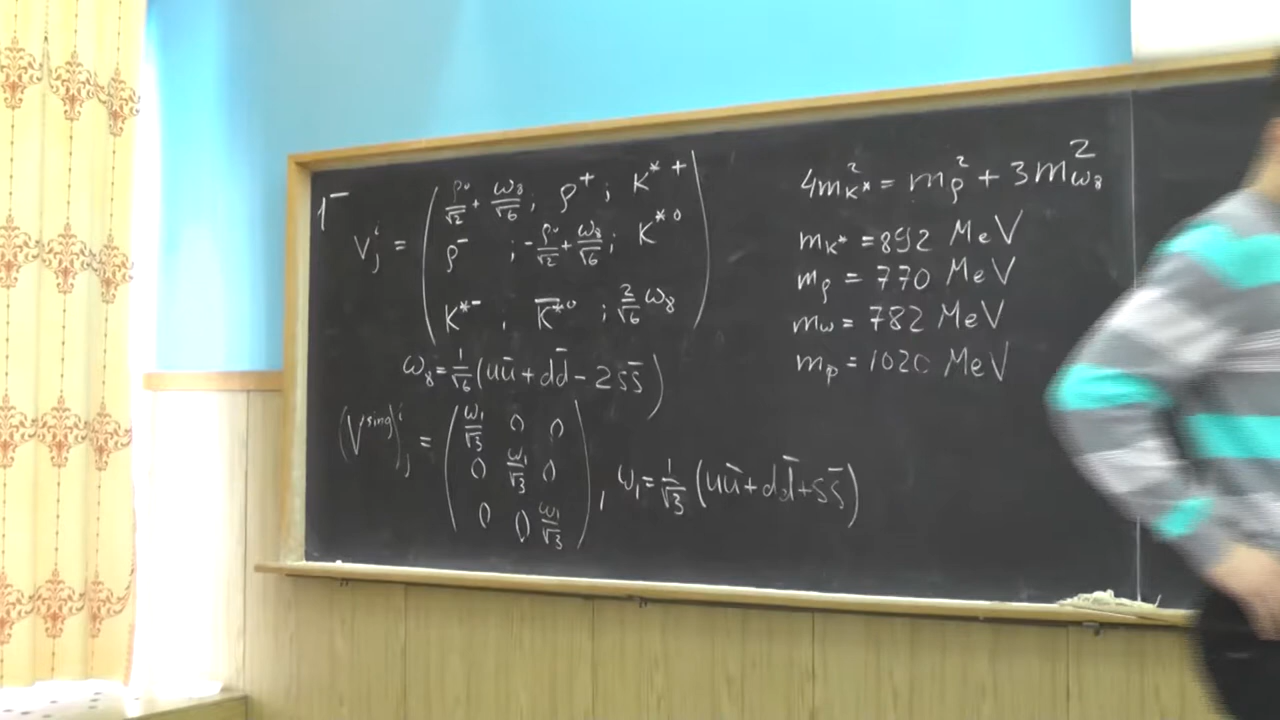 1⁻
Vⁱⱼ = ( ρ⁰/√2 + ω₈/√6 ; ρ⁺ ; K*⁺
ρ⁻ ; -ρ⁰/√2 + ω₈/√6 ; K*⁰
K*⁻ ; K̄*⁰ ; 2/√6 ω₈ )
ω₈ = 1/√6 (uū + dd̄ - 2ss̄)
(V^sing)ⁱⱼ = ( ω₁/√3 0 0
0 ω₁/√3 0
0 0 ω₁/√3 ) , ω₁ = 1/√3 (uū + dd̄ + ss̄)
4m²_K* = m²_ρ + 3m²_ω₈
m_K* = 892 MeV
m_ρ = 770 MeV
m_ω = 782 MeV
m_φ = 1020 MeV